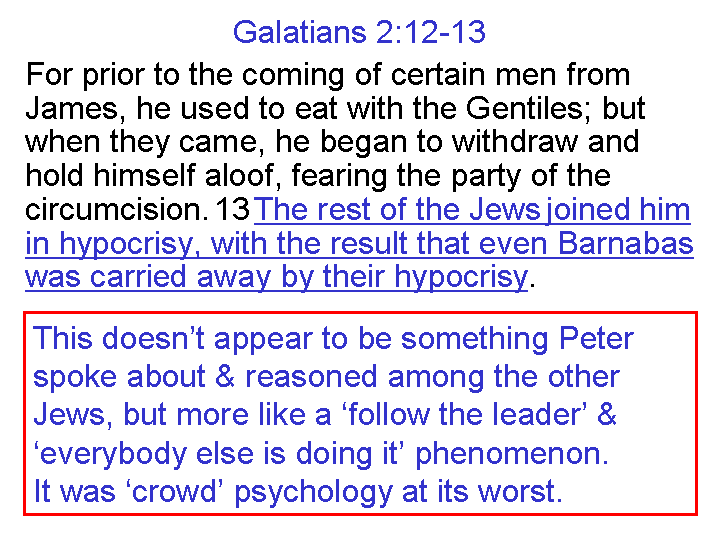 Galatians 2:12-13
For prior to the coming of certain men from
James, he used to eat with the Gentiles; but
when they came, he began to withdraw and
hold himself aloof, fearing the party of the
circumcision. 13 The rest of the Jews joined him
in hypocrisy, with the result that even Barnabas
was carried away by their hypocrisy.
This doesn’t appear to be something Peter
spoke about & reasoned among the other
Jews, but more like a ‘follow the leader’ &
‘everybody else is doing it’ phenomenon.
It was ‘crowd’ psychology at its worst.